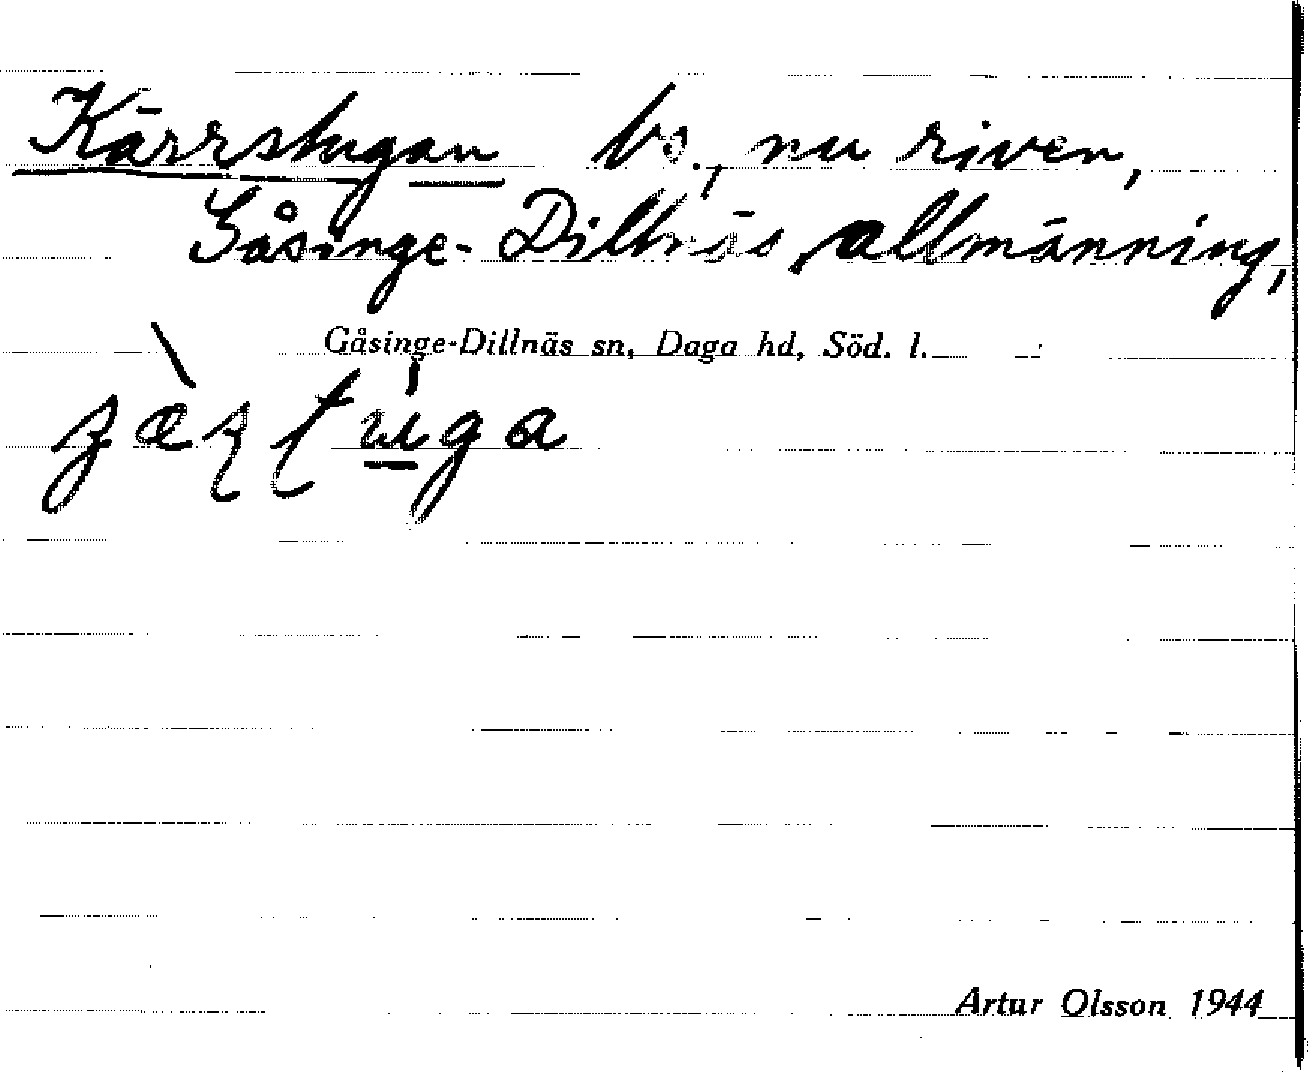 Kärrstugan bs., nu riven,
Gåsinge-Dillnäs allmänning,
Gåsinge-Dillnäs sn, Daga hd, Söd. l.
Artur Olsson 1944